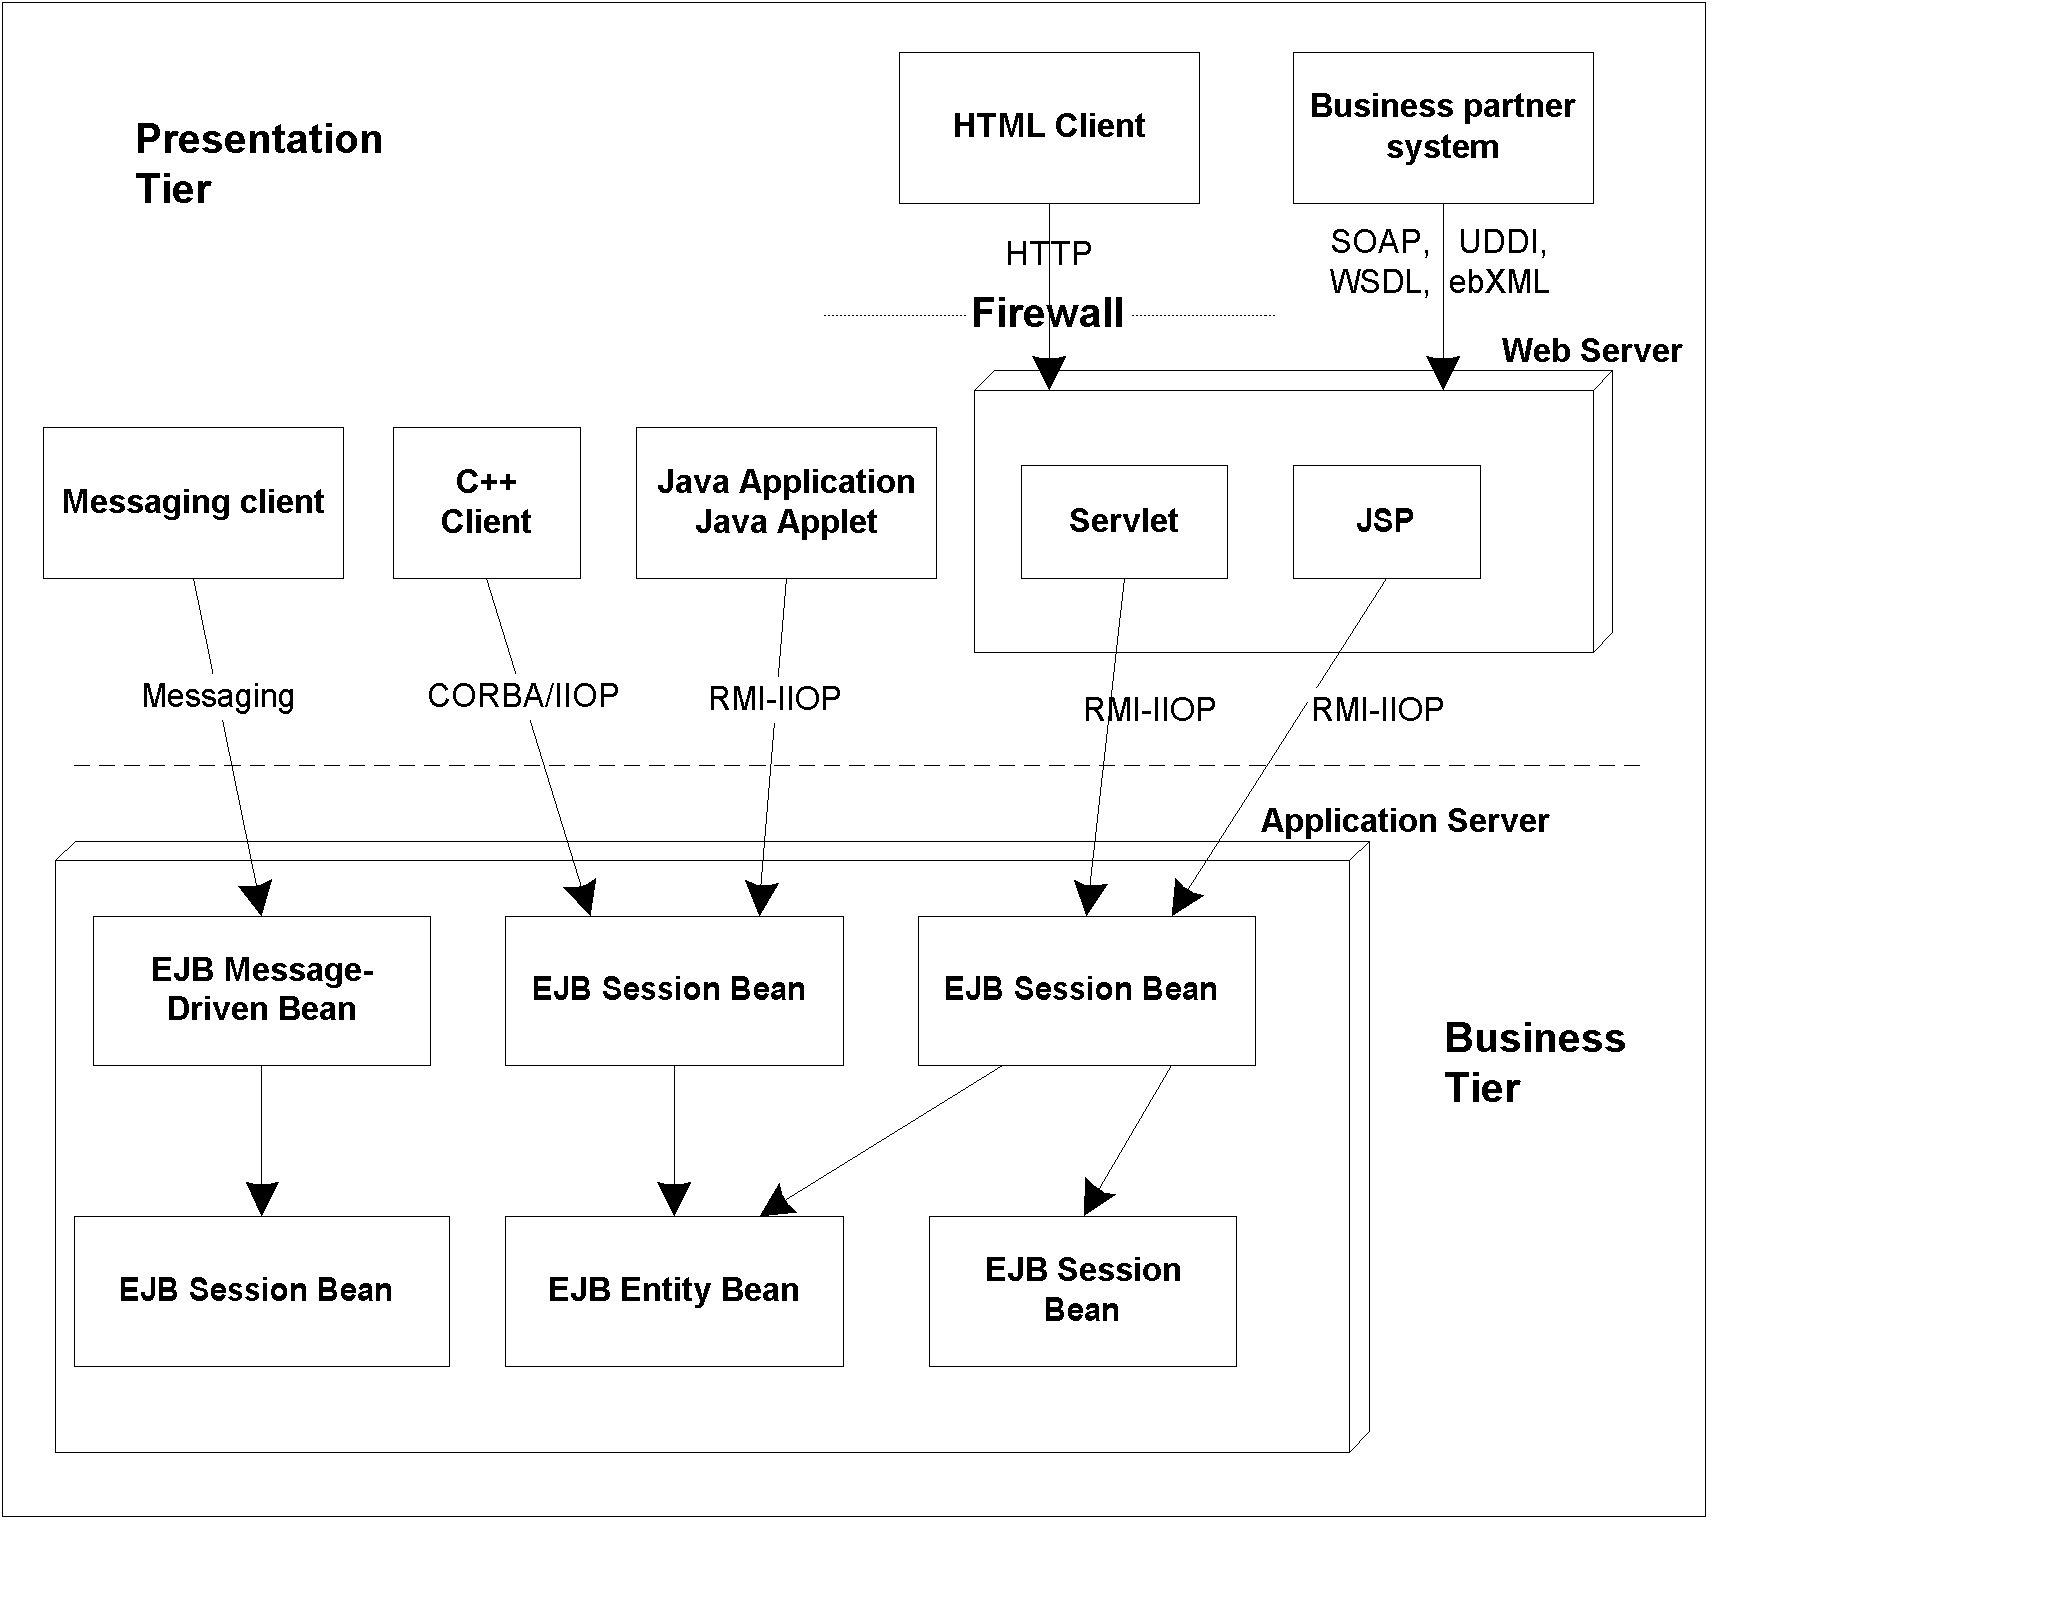 Presentation
Tier
HTML Client
Business partner
system
HTTP
SOAP, UDDI,
WSDL, ebXML
Firewall
Web Server
Messaging client
C++
Client
Java Application
Java Applet
Servlet
JSP
Messaging
CORBA/IIOP
RMI-IIOP
RMI-IIOP
RMI-IIOP
Application Server
EJB Message-
Driven Bean
EJB Session Bean
EJB Session Bean
Business
Tier
EJB Session Bean
EJB Entity Bean
EJB Session
Bean